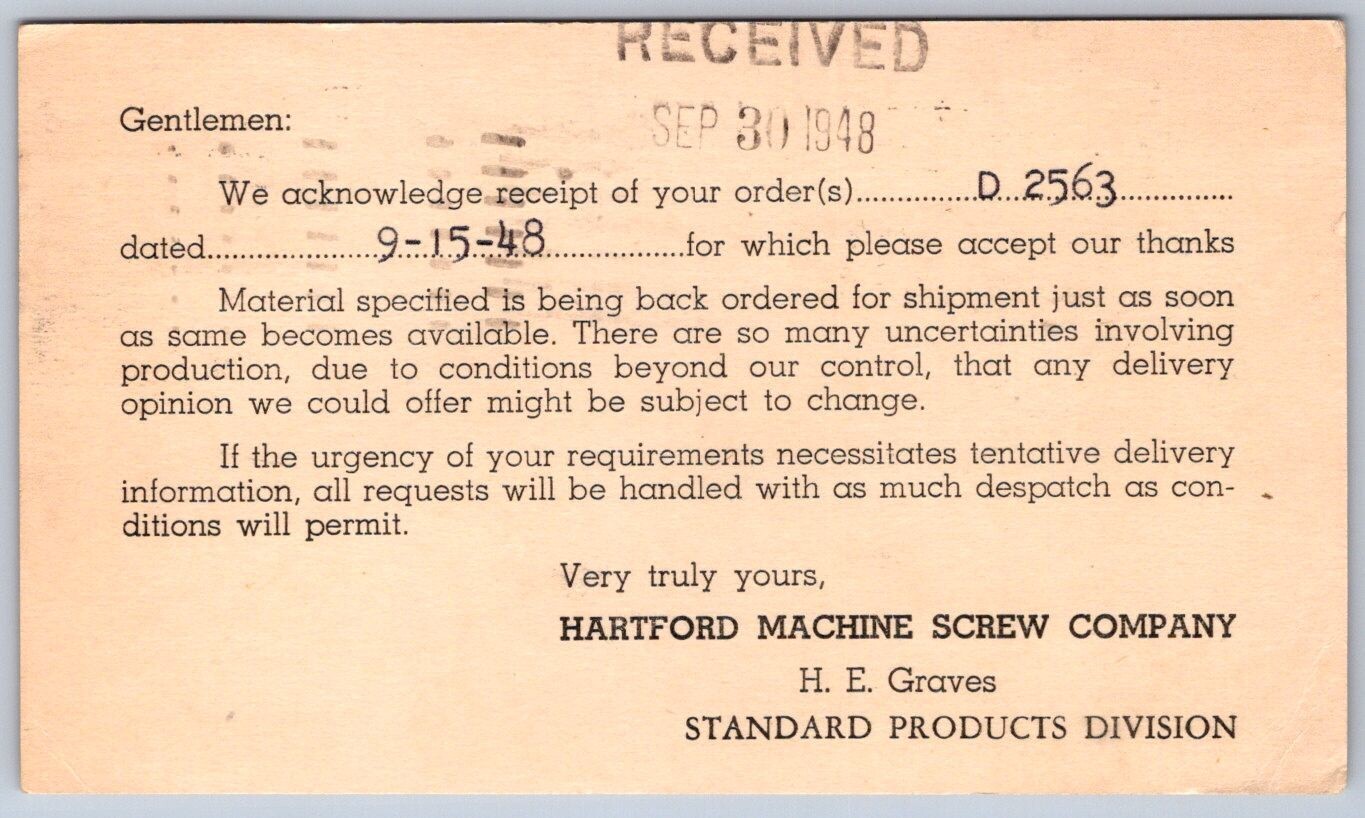 RECEIVED
SEP 30 1948
Gentlemen:
We acknowledge receipt of your order(s)...............D 2563...............
dated.....................9-15-48.................for which please accept our thanks
Material specified is being back ordered for shipment just as soon
as same becomes available. There are so many uncertainties involving
production, due to conditions beyond our control, that any delivery
opinion we could offer might be subject to change.
If the urgency of your requirements necessitates tentative delivery
information, all requests will be handled with as much despatch as con-
ditions will permit.
Very truly yours,
HARTFORD MACHINE SCREW COMPANY
H. E. Graves
STANDARD PRODUCTS DIVISION